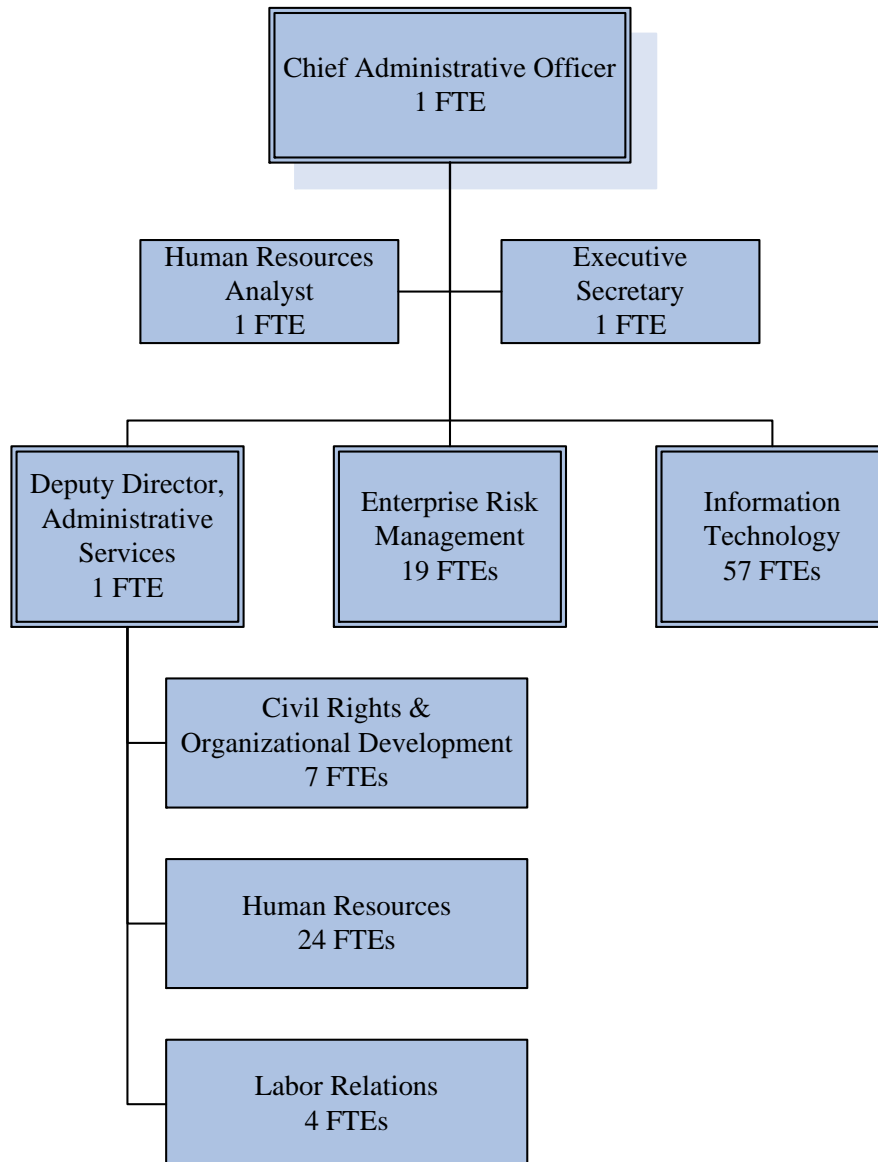 Chief Administrative Officer
1 FTE
Human Resources
Analyst
1 FTE
Executive
Secretary
1 FTE
Deputy Director,
Administrative
Services
1 FTE
Enterprise Risk
Management
19 FTEs
Information
Technology
57 FTEs
Civil Rights &
Organizational Development
7 FTEs
Human Resources
24 FTEs
Labor Relations
4 FTEs